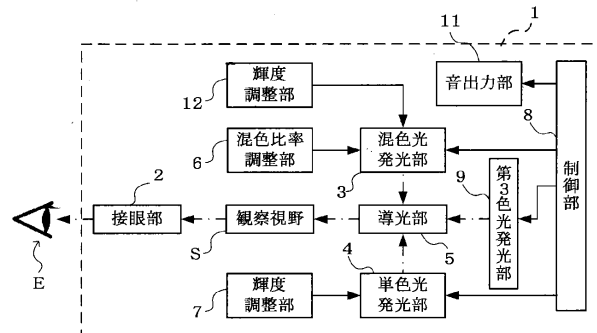 1
11
音出力部
12
輝度
調整部
8
6
混色比率
調整部
混色光
発光部
3
9
第3色光発光部
制御部
2
接眼部
観察視野
S
導光部
5
E
4
7
輝度
調整部
単色光
発光部